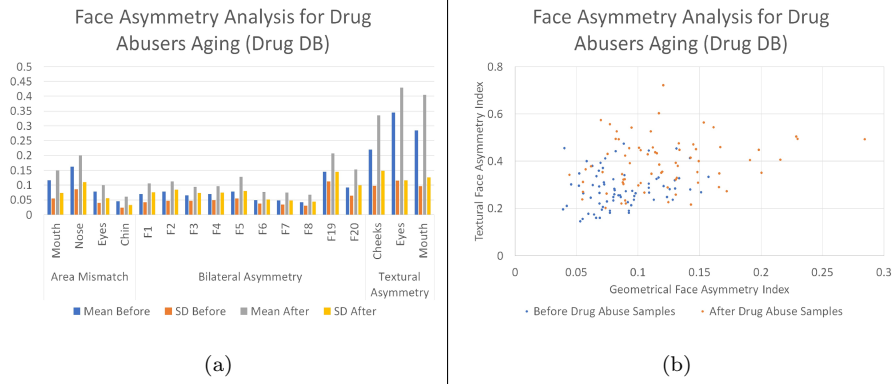 Face Asymmetry Analysis for Drug
Abusers Aging (Drug DB)
0.5
0.45
0.4
0.35
0.3
0.25
0.2
0.15
0.1
0.05
0
Mouth Nose Eyes Chin F1 F2 F3 F4 F5 F6 F7 F8 F19 F20 Cheeks Eyes Mouth
Area Mismatch Bilateral Asymmetry Textural
Asymmetry
Mean Before SD Before Mean After SD After
(a)
Face Asymmetry Analysis for Drug
Abusers Aging (Drug DB)
Textural Face Asymmetry Index
0.8
0.6
0.4
0.2
0
0 0.05 0.1 0.15 0.2 0.25 0.3
Geometrical Face Asymmetry Index
Before Drug Abuse Samples After Drug Abuse Samples
(b)